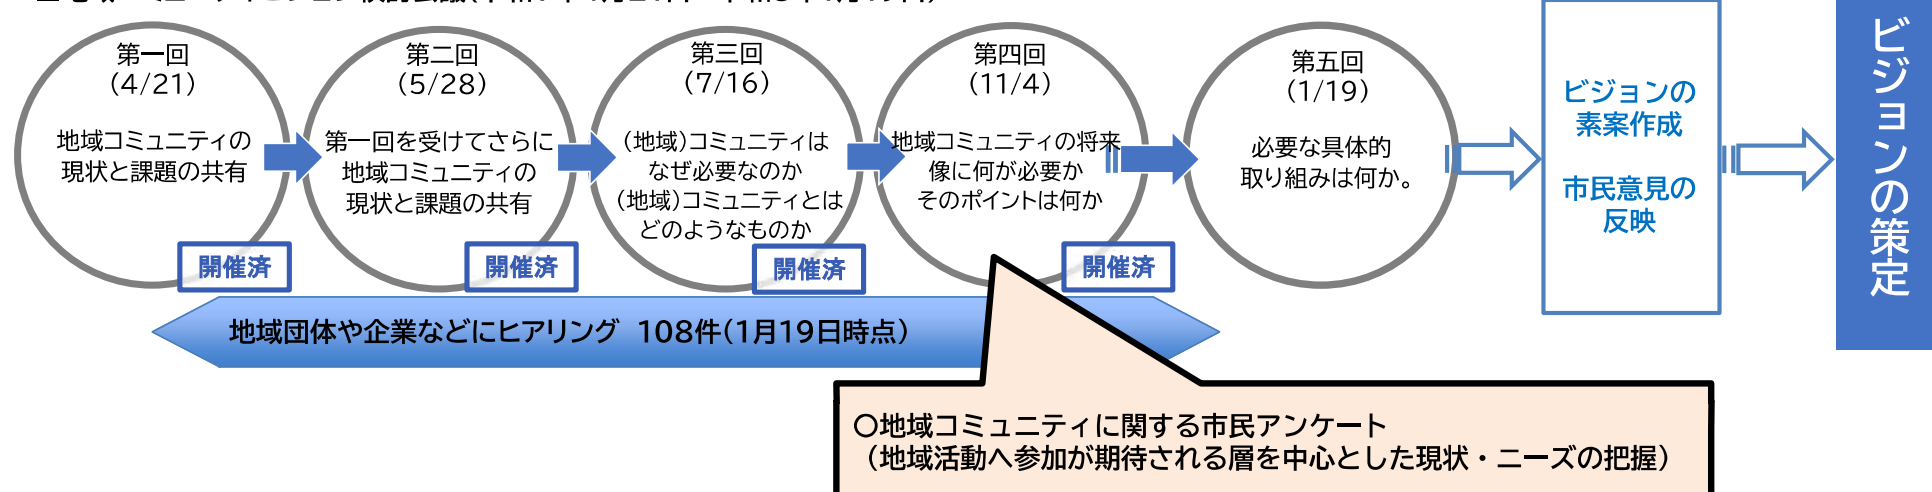 第一回
(4/21)
地域コミュニティの
現状と課題の共有
開催済
第二回
(5/28)
第一回を受けてさらに
地域コミュニティの
現状と課題の共有
開催済
第三回
(7/16)
(地域)コミュニティは
なぜ必要なのか
(地域)コミュニティとは
どのようなものか
開催済
第四回
(11/4)
地域コミュニティの将来
像に何が必要か
そのポイントは何か
開催済
第五回
(1/19)
必要な具体的
取り組みは何か。
ビジョンの
素案作成
市民意見の
反映
ビジョンの策定
地域団体や企業などにヒアリング 108件(1月19日時点)
〇地域コミュニティに関する市民アンケート
(地域活動へ参加が期待される層を中心とした現状・ニーズの把握)